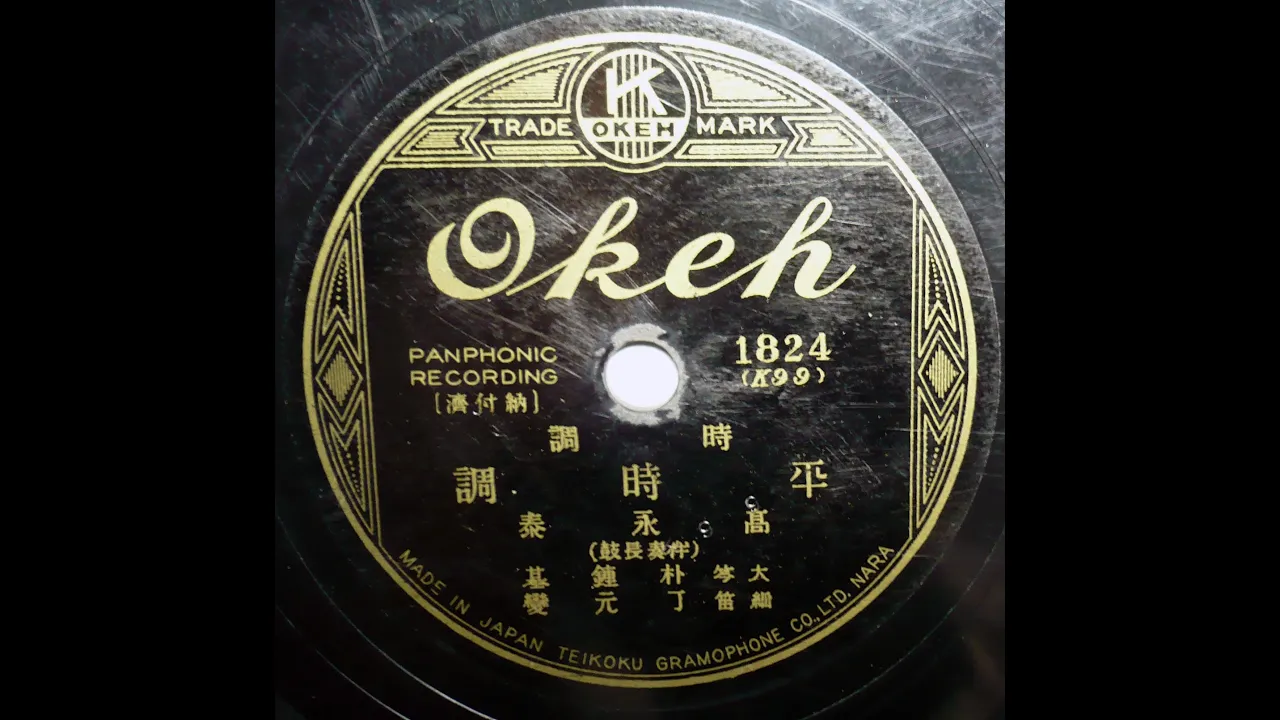 K
TRADE OKEH MARK
Okeh
PANPHONIC
RECORDING
[納付濟]
1824
(K99)
時調
平時調
髙永泰
(伴奏長鼓)
大笒 朴鍾基
細笛 丁元變
MADE IN JAPAN TEIKOKU GRAMOPHONE CO., LTD. NARA